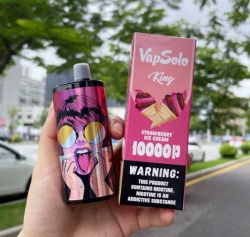 VapSolo
King
STRAWBERRY
ICE CREAM
10000
WARNING:
THIS PRODUCT
CONTAINS NICOTINE.
NICOTINE IS AN
ADDICTIVE SUBSTANCE